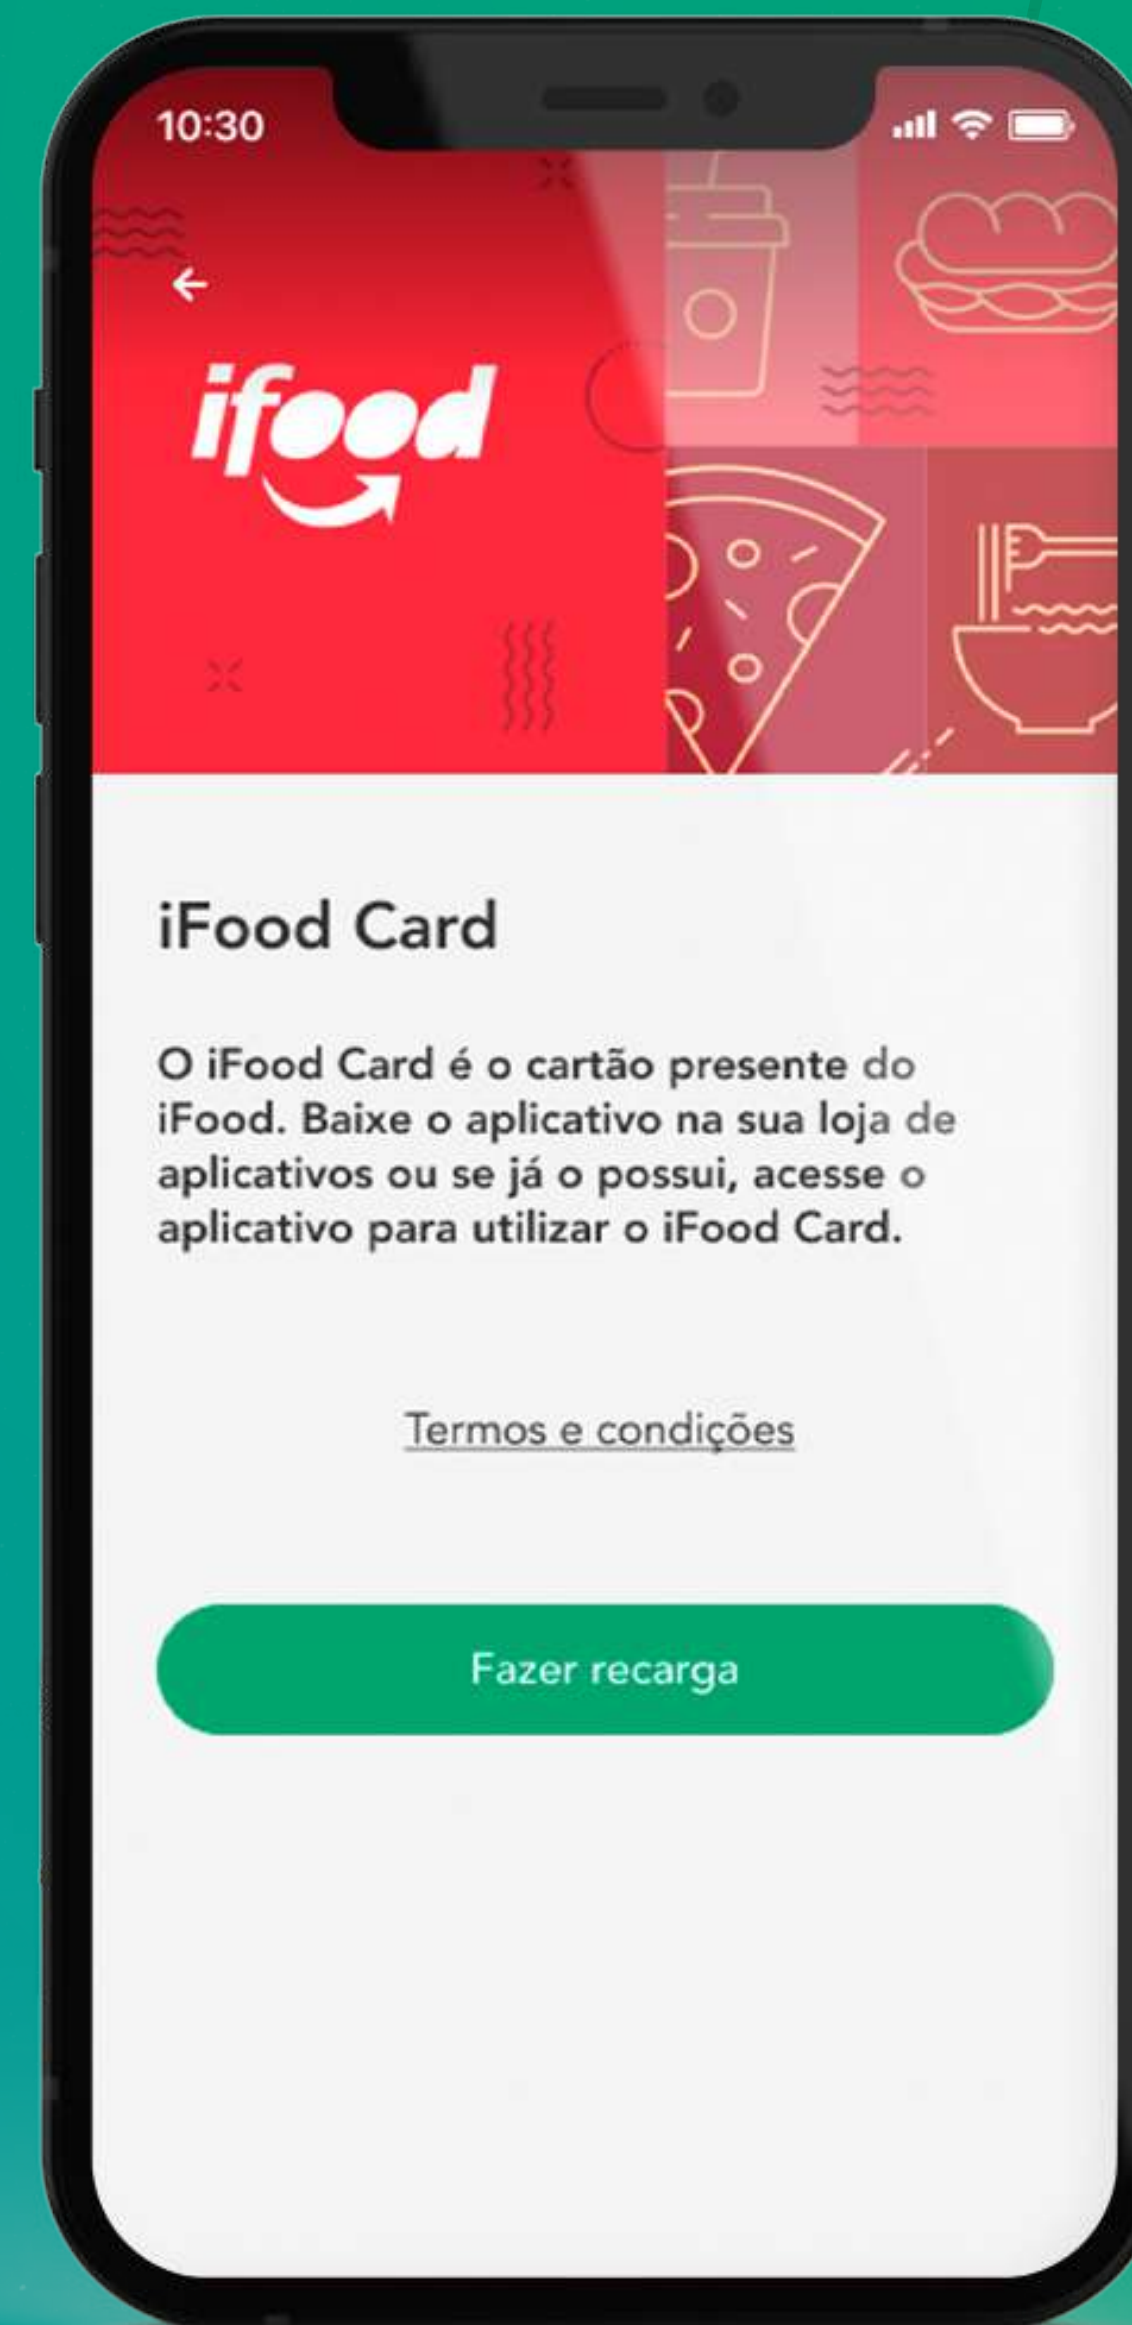 10:30
ifood
iFood Card
O iFood Card é o cartão presente do
iFood. Baixe o aplicativo na sua loja de
aplicativos ou se já o possui, acesse o
aplicativo para utilizar o iFood Card.
Termos e condições
Fazer recarga